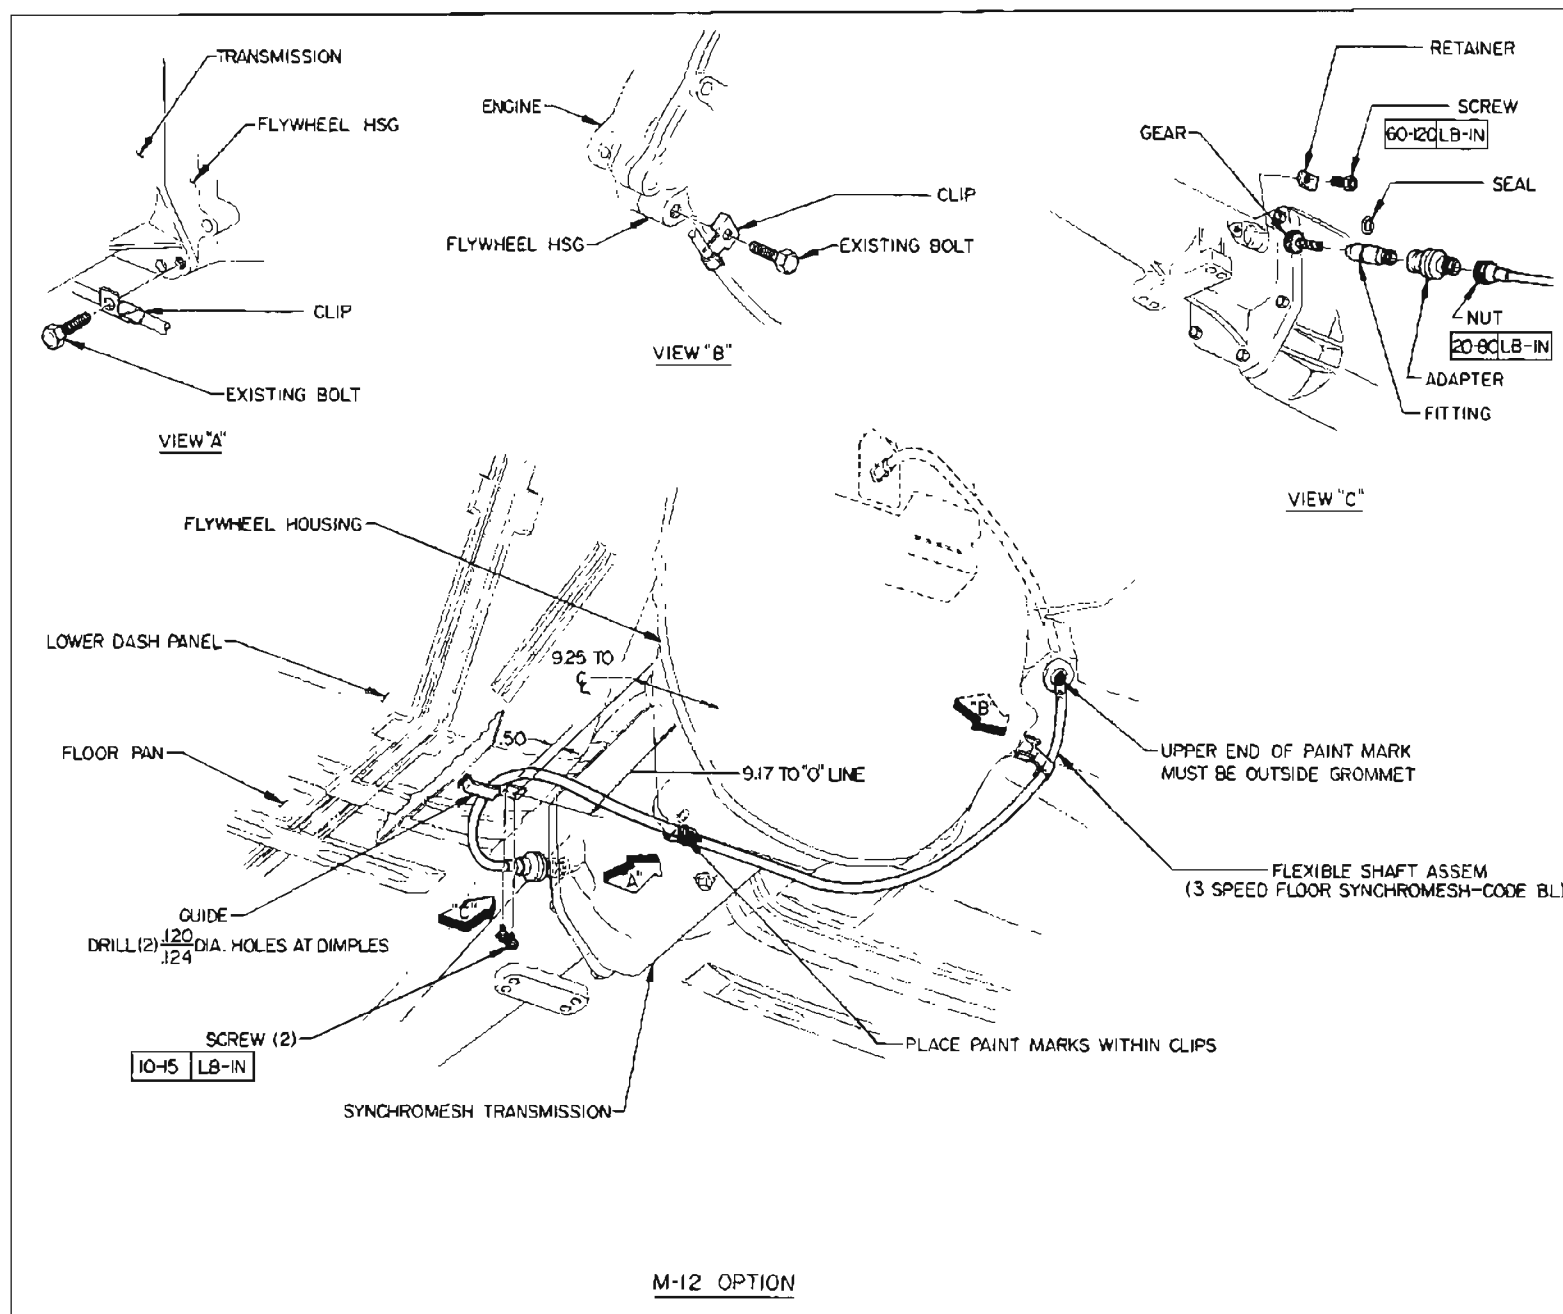 TRANSMISSION
FLYWHEEL HSG
CLIP
EXISTING BOLT
VIEW "A"
ENGINE
FLYWHEEL HSG
CLIP
EXISTING BOLT
VIEW "B"
RETAINER
SCREW
60-120 LB-IN
GEAR
SEAL
NUT
20-80 LB-IN
ADAPTER
FITTING
VIEW "C"
FLYWHEEL HOUSING
LOWER DASH PANEL
9.25 TO
℄
FLOOR PAN
.50
9.17 TO "O" LINE
"B"
UPPER END OF PAINT MARK
MUST BE OUTSIDE GROMMET
"A"
"C"
FLEXIBLE SHAFT ASSEM
(3 SPEED FLOOR SYNCHROMESH-CODE BL)
GUIDE
DRILL (2) .120/.124 DIA. HOLES AT DIMPLES
SCREW (2)
10-15 LB-IN
PLACE PAINT MARKS WITHIN CLIPS
SYNCHROMESH TRANSMISSION
M-12 OPTION